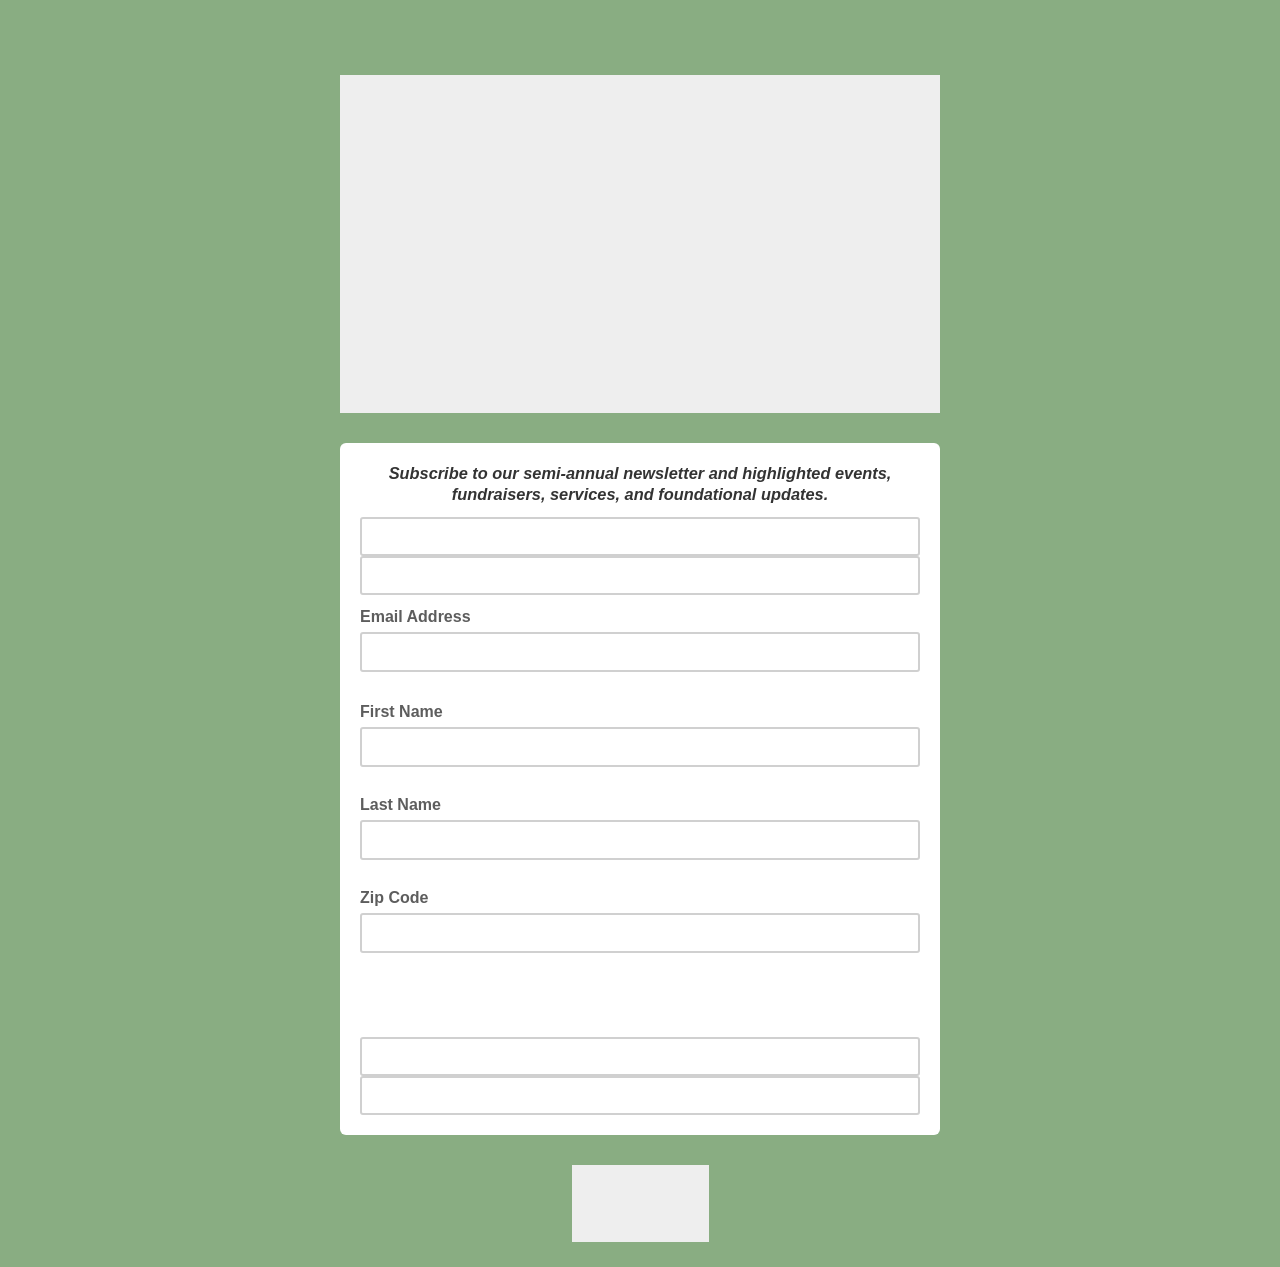 Subscribe to our semi-annual newsletter and highlighted events,
fundraisers, services, and foundational updates.
Email Address
First Name
Last Name
Zip Code